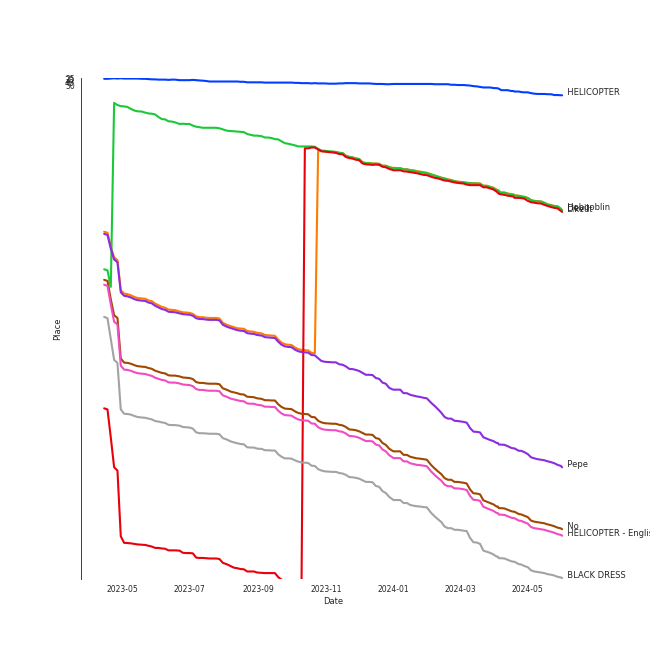 HELICOPTER
Hobgoblin
Pepe
No
HELICOPTER - Englis
BLACK DRESS
Place
2023-05 2023-07 2023-09 2023-11 2024-01 2024-03 2024-05
Date